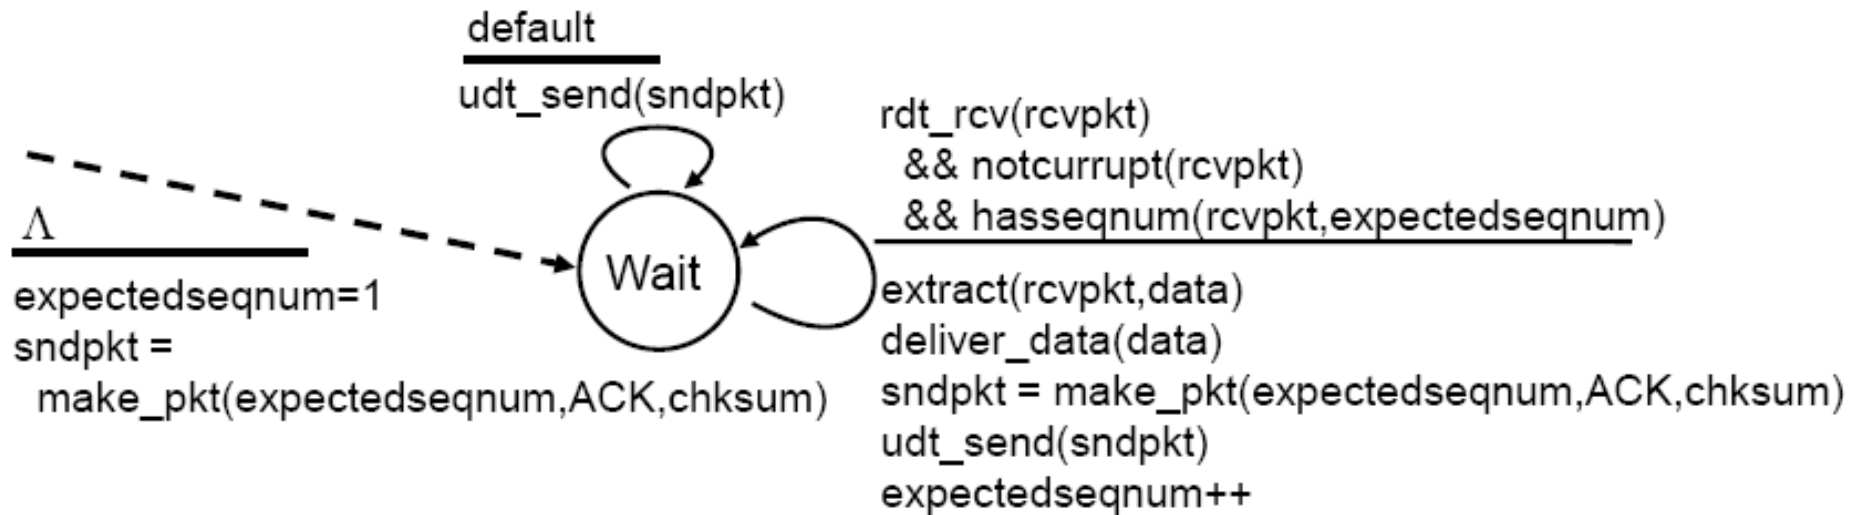 default
udt_send(sndpkt)
Λ
expectedseqnum=1
sndpkt =
make_pkt(expectedseqnum,ACK,chksum)
Wait
rdt_rcv(rcvpkt)
&& notcurrupt(rcvpkt)
&& hasseqnum(rcvpkt,expectedseqnum)
extract(rcvpkt,data)
deliver_data(data)
sndpkt = make_pkt(expectedseqnum,ACK,chksum)
udt_send(sndpkt)
expectedseqnum++